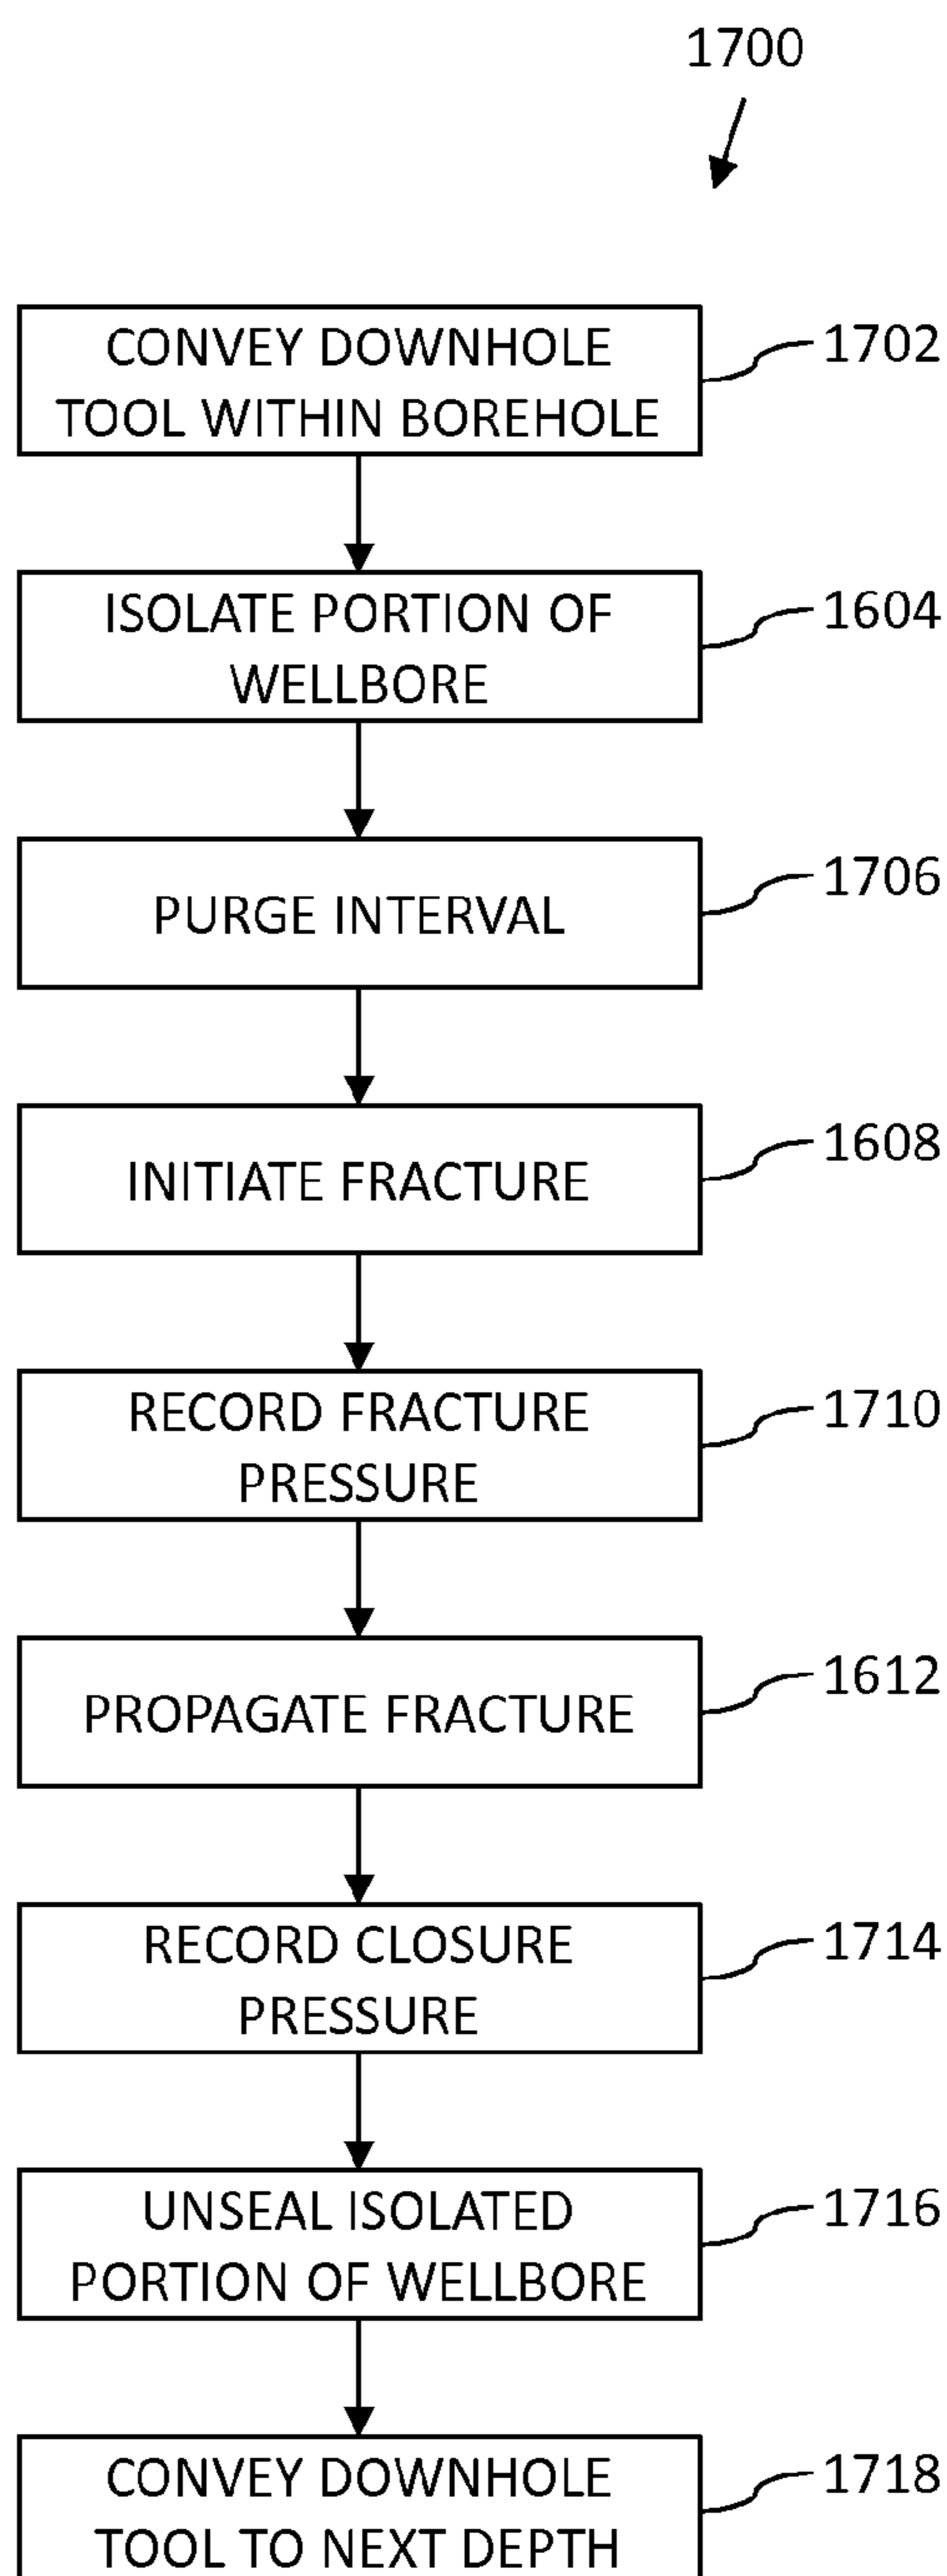 1700
CONVEY DOWNHOLE
TOOL WITHIN BOREHOLE
1702
ISOLATE PORTION OF
WELLBORE
1604
PURGE INTERVAL
1706
INITIATE FRACTURE
1608
RECORD FRACTURE
PRESSURE
1710
PROPAGATE FRACTURE
1612
RECORD CLOSURE
PRESSURE
1714
UNSEAL ISOLATED
PORTION OF WELLBORE
1716
CONVEY DOWNHOLE
TOOL TO NEXT DEPTH
1718